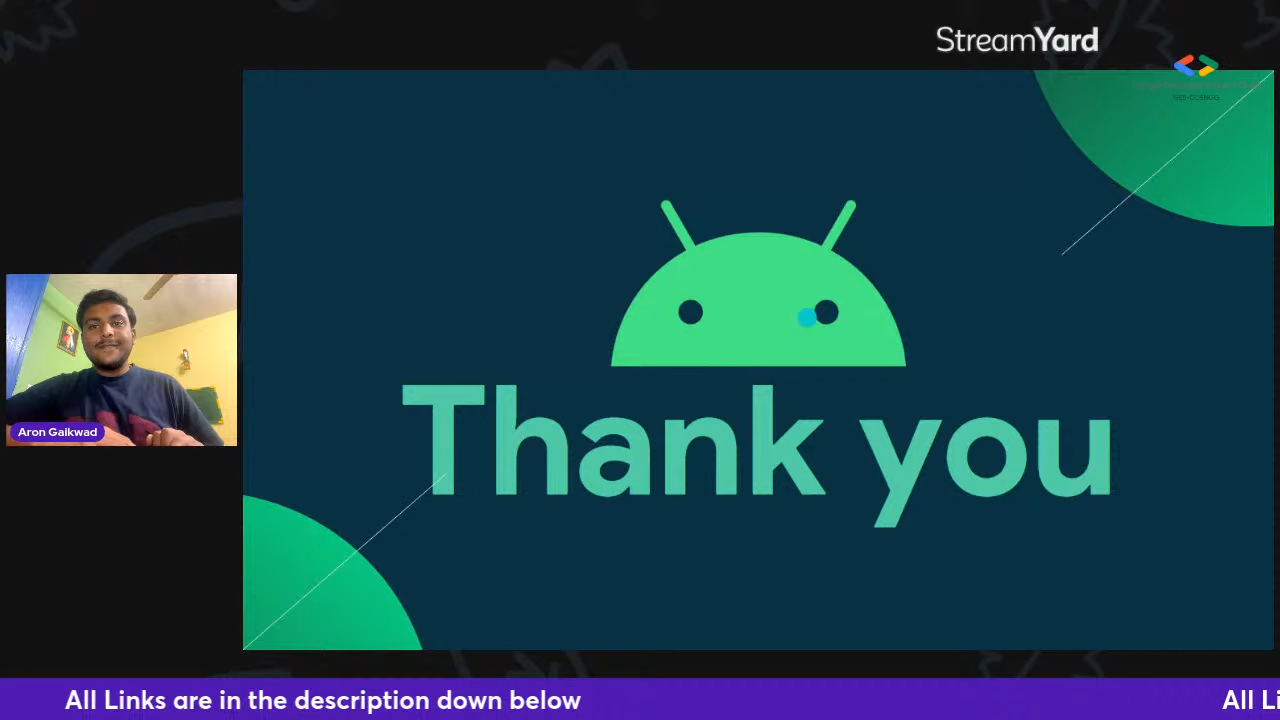 StreamYard
Thank you
Aron Gaikwad
All Links are in the description down below
All Li